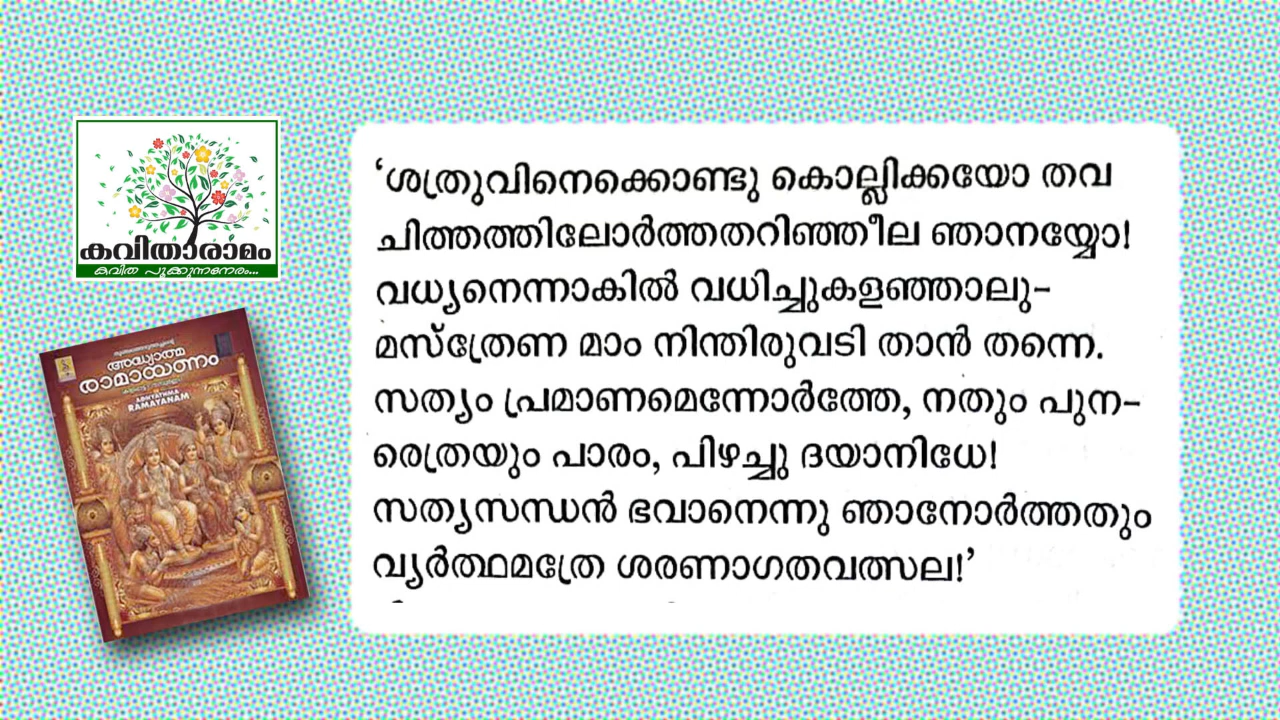 കവിതാരാമം
കവിത പൂക്കുന്നനേരം...
അദ്ധ്യാത്മ
രാമായണം
ADHYATHMA
RAMAYANAM
‘ശത്രുവിനെക്കൊണ്ടു കൊല്ലിക്കയോ തവ
ചിത്തത്തിലോർത്തതറിഞ്ഞീല ഞാനയ്യോ!
വധ്യനെന്നാകിൽ വധിച്ചുകളഞ്ഞാലു–
മസ്ത്രേണ മാം നിന്തിരുവടി താൻ തന്നെ.
സത്യം പ്രമാണമെന്നോർത്തേ, നതും പുന–
രെത്രയും പാരം, പിഴച്ചു ദയാനിധേ!
സത്യസന്ധൻ ഭവാനെന്നു ഞാനോർത്തതും
വ്യർത്ഥമത്രേ ശരണാഗതവത്സല!’